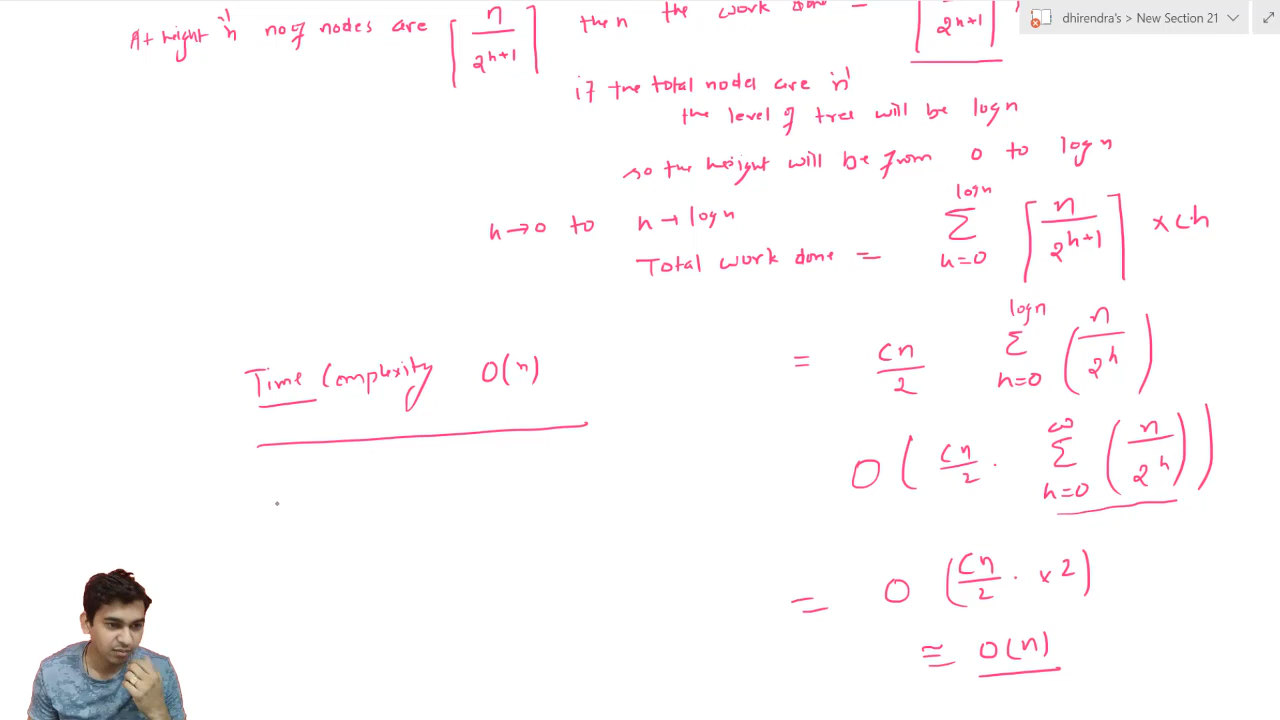 dhirendra's > New Section 21
At height 'h' no of nodes are ⌈n/2^(h+1)⌉ then the work done = ⌈n/2^(h+1)⌉
if the total node are 'n'
the level of tree will be log n
so the height will be from 0 to log n
h→0 to h→log n
Total work done = Σ_{h=0}^{log n} ⌈n/2^(h+1)⌉ × ch
= cn/2 Σ_{h=0}^{log n} (n/2^h)
Time Complexity O(n)
O(cn/2 · Σ_{h=0}^{∞} (n/2^h))
= O(cn/2 · × 2)
≅ O(n)